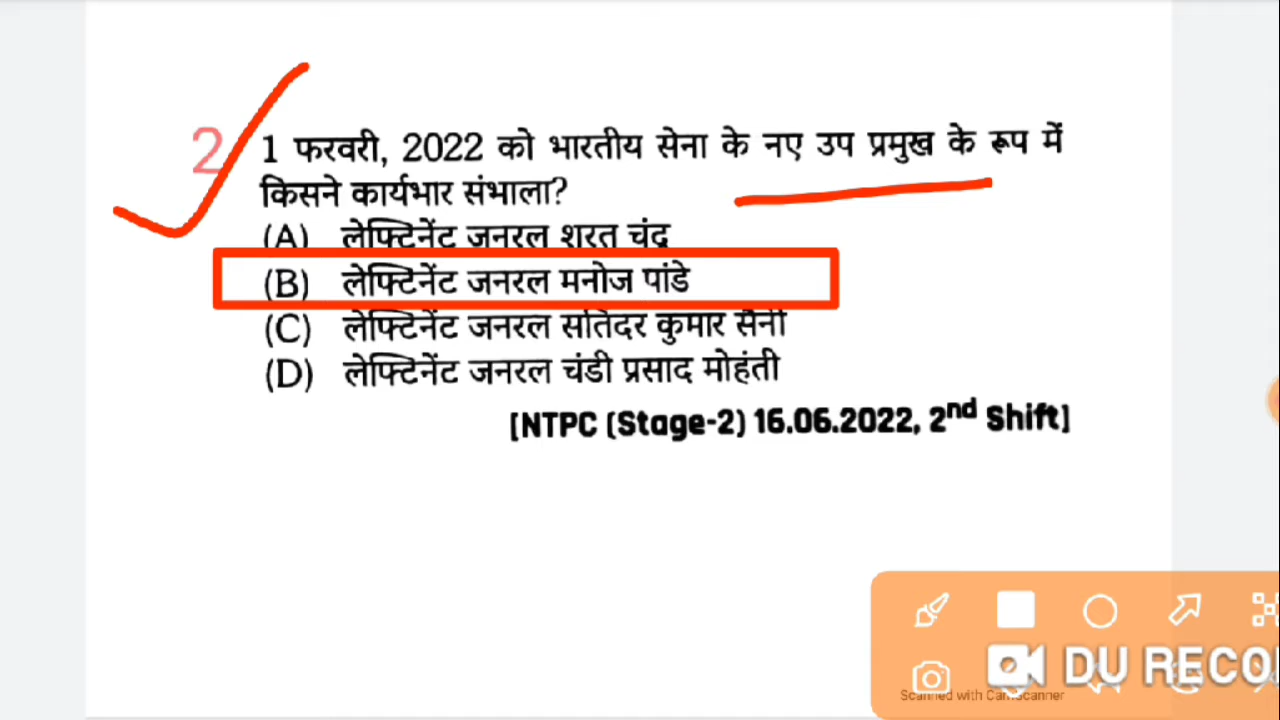 2
1 फरवरी, 2022 को भारतीय सेना के नए उप प्रमुख के रूप में
किसने कार्यभार संभाला?
(A) लेफ्टिनेंट जनरल शरत चंद्र
(B) लेफ्टिनेंट जनरल मनोज पांडे
(C) लेफ्टिनेंट जनरल सतिंदर कुमार सैनी
(D) लेफ्टिनेंट जनरल चंडी प्रसाद मोहंती
[NTPC (Stage-2) 16.06.2022, 2nd Shift]
DU RECO
Scanned with CamScanner